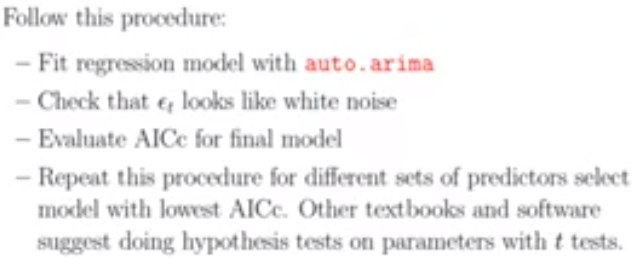 Follow this procedure:
– Fit regression model with auto.arima
– Check that ϵt looks like white noise
– Evaluate AICc for final model
– Repeat this procedure for different sets of predictors select
model with lowest AICc. Other textbooks and software
suggest doing hypothesis tests on parameters with t tests.